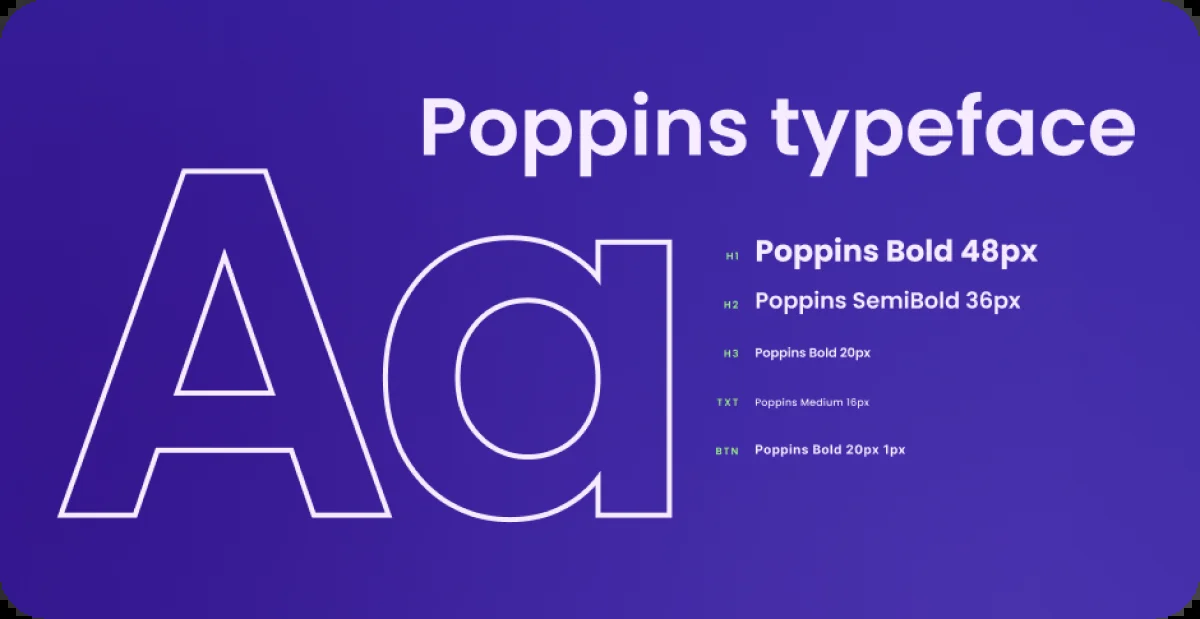 Poppins typeface
Aa
H1 Poppins Bold 48px
H2 Poppins SemiBold 36px
H3 Poppins Bold 20px
TXT Poppins Medium 16px
BTN Poppins Bold 20px 1px